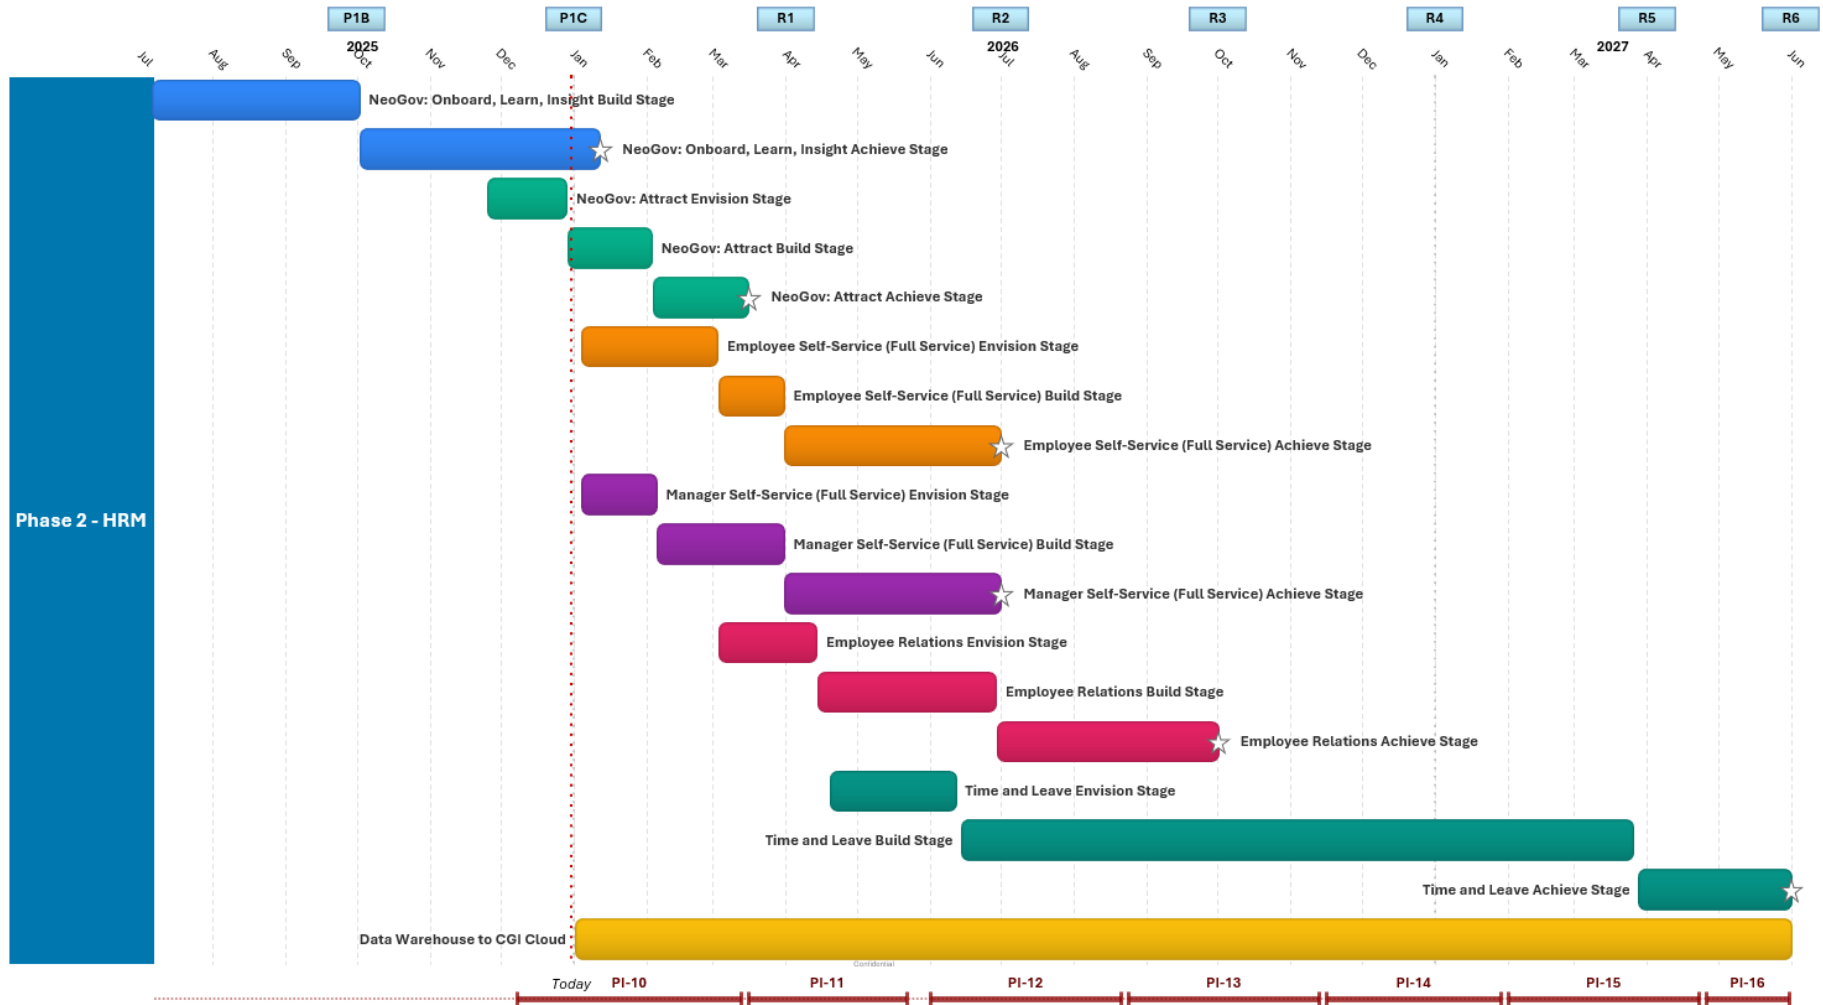 P1B P1C R1 R2 R3 R4 R5 R6
2025 2026 2027
Jul Aug Sep Oct Nov Dec Jan Feb Mar Apr May Jun Jul Aug Sep Oct Nov Dec Jan Feb Mar Apr May Jun
NeoGov: Onboard, Learn, Insight Build Stage
NeoGov: Onboard, Learn, Insight Achieve Stage
NeoGov: Attract Envision Stage
NeoGov: Attract Build Stage
NeoGov: Attract Achieve Stage
Employee Self-Service (Full Service) Envision Stage
Employee Self-Service (Full Service) Build Stage
Employee Self-Service (Full Service) Achieve Stage
Manager Self-Service (Full Service) Envision Stage
Phase 2 - HRM
Manager Self-Service (Full Service) Build Stage
Manager Self-Service (Full Service) Achieve Stage
Employee Relations Envision Stage
Employee Relations Build Stage
Employee Relations Achieve Stage
Time and Leave Envision Stage
Time and Leave Build Stage
Time and Leave Achieve Stage
Data Warehouse to CGI Cloud
Confidential
Today PI-10 PI-11 PI-12 PI-13 PI-14 PI-15 PI-16